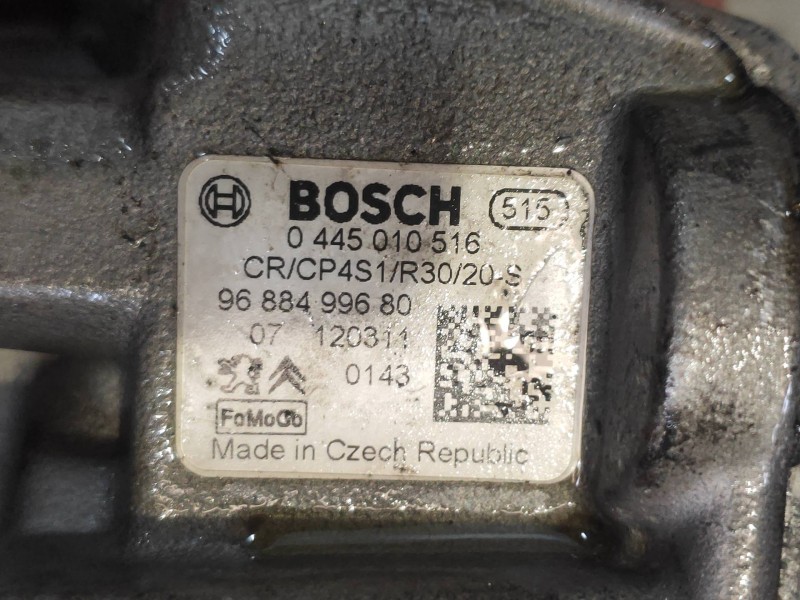 BOSCH 515
0 445 010 516
CR/CP4S1/R30/20-S
96 884 996 80
07 120311
0143
FoMoCo
Made in Czech Republic